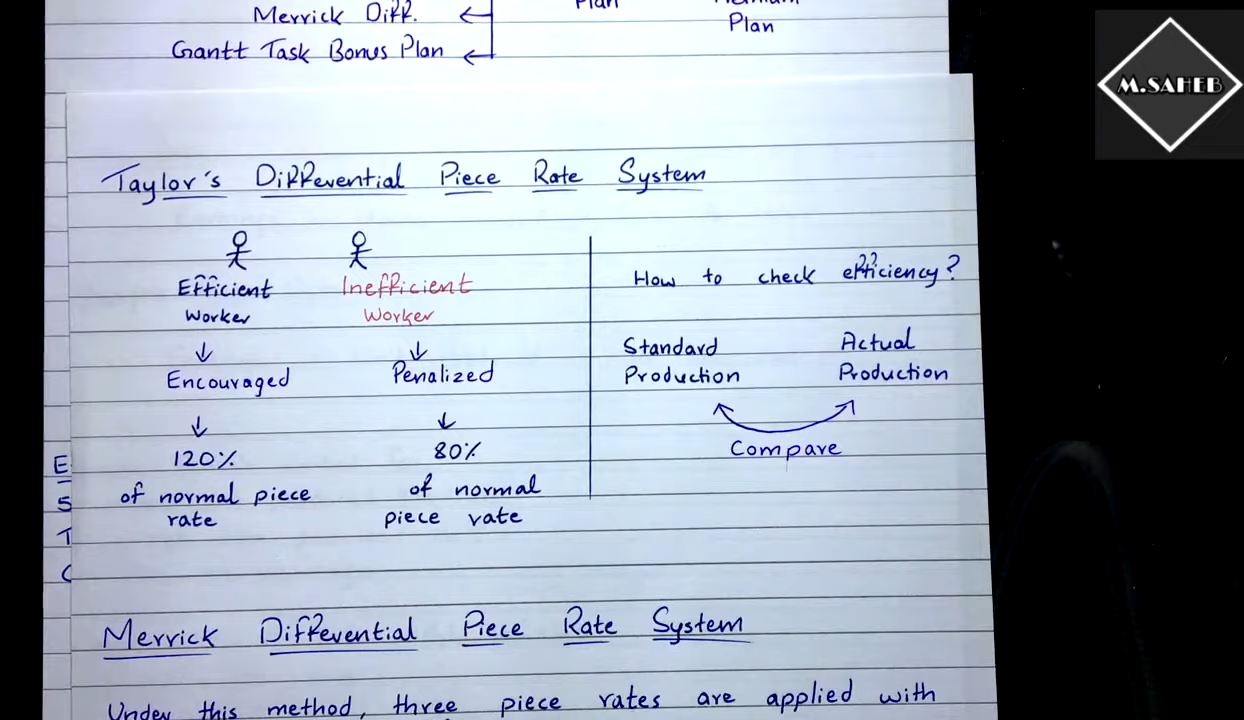 Merrick Diff.
Plan
Plan
Gantt Task Bonus Plan
M.SAHEB
Taylor's Differential Piece Rate System
Efficient
Worker
Encouraged
120%
of normal piece
rate
Inefficient
Worker
Penalized
80%
of normal
piece rate
How to check efficiency?
Standard
Production
Actual
Production
Compare
E
S
T
Merrick Differential Piece Rate System
Under this method, three piece rates are applied with